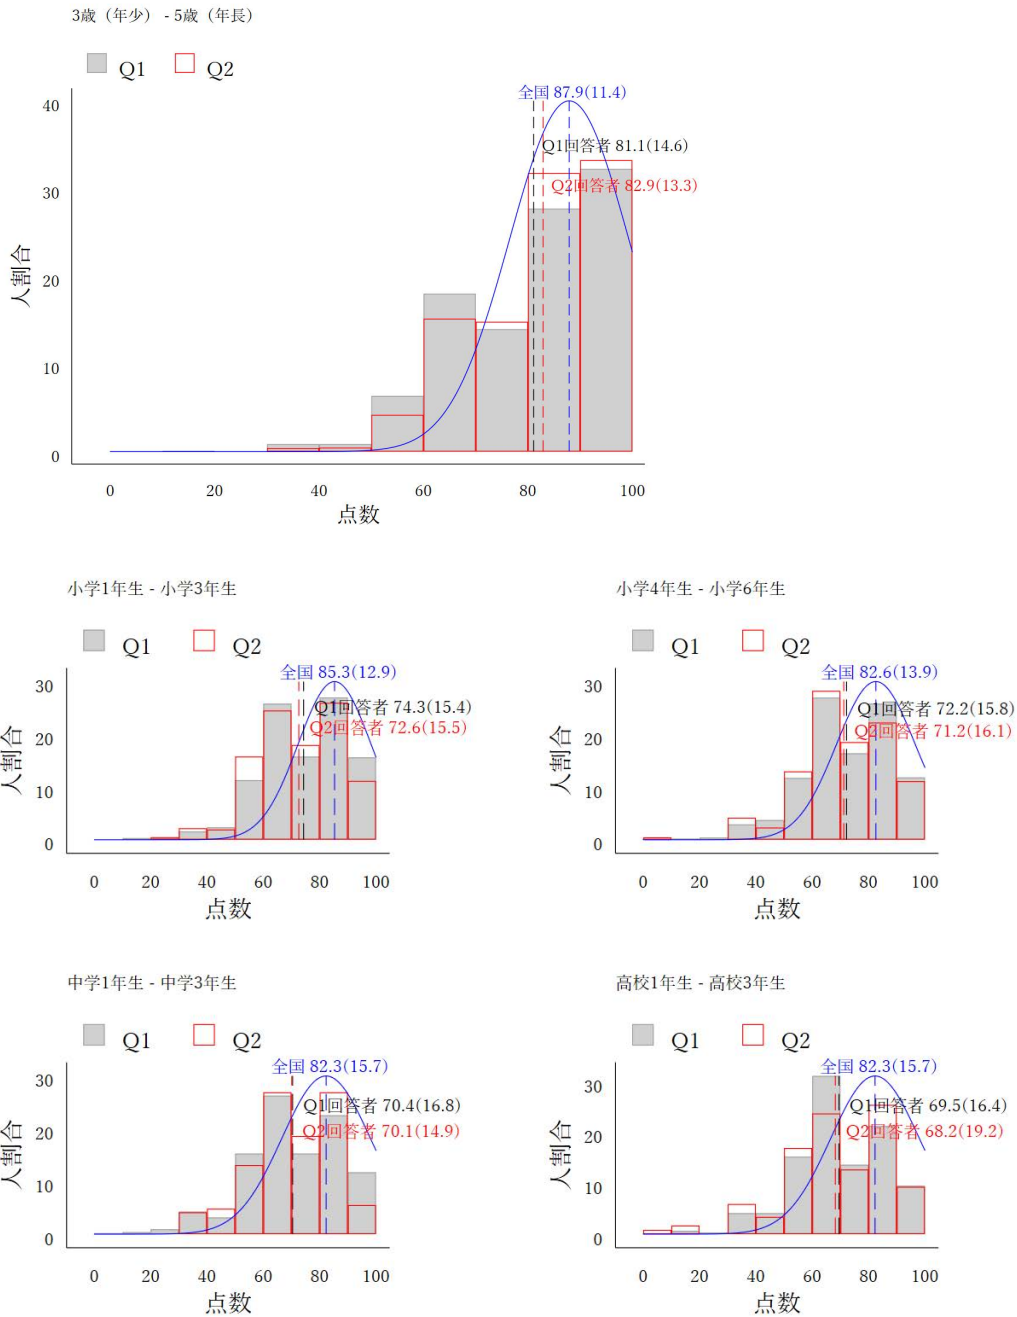 3歳（年少） - 5歳（年長）
Q1 Q2
全国 87.9(11.4)
Q1回答者 81.1(14.6)
Q2回答者 82.9(13.3)
人割合
40
30
20
10
0
0 20 40 60 80 100
点数
小学1年生 - 小学3年生
Q1 Q2
全国 85.3(12.9)
Q1回答者 74.3(15.4)
Q2回答者 72.6(15.5)
人割合
30
20
10
0
0 20 40 60 80 100
点数
小学4年生 - 小学6年生
Q1 Q2
全国 82.6(13.9)
Q1回答者 72.2(15.8)
Q2回答者 71.2(16.1)
人割合
30
20
10
0
0 20 40 60 80 100
点数
中学1年生 - 中学3年生
Q1 Q2
全国 82.3(15.7)
Q1回答者 70.4(16.8)
Q2回答者 70.1(14.9)
人割合
30
20
10
0
0 20 40 60 80 100
点数
高校1年生 - 高校3年生
Q1 Q2
全国 82.3(15.7)
Q1回答者 69.5(16.4)
Q2回答者 68.2(19.2)
人割合
30
20
10
0
0 20 40 60 80 100
点数